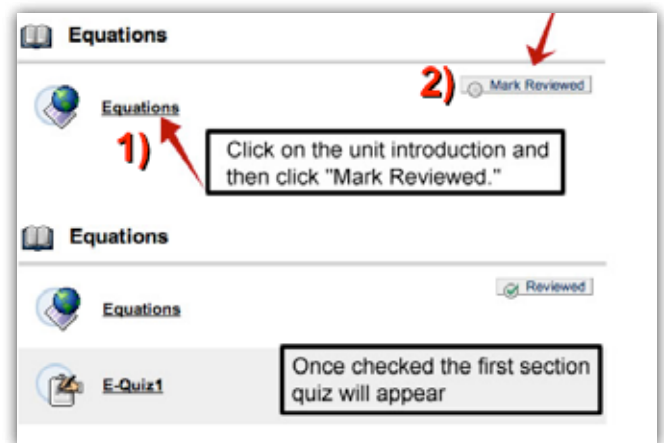 Equations
2) Mark Reviewed
Equations
1)
Click on the unit introduction and
then click "Mark Reviewed."
Equations
Reviewed
Equations
E-Quiz1
Once checked the first section
quiz will appear